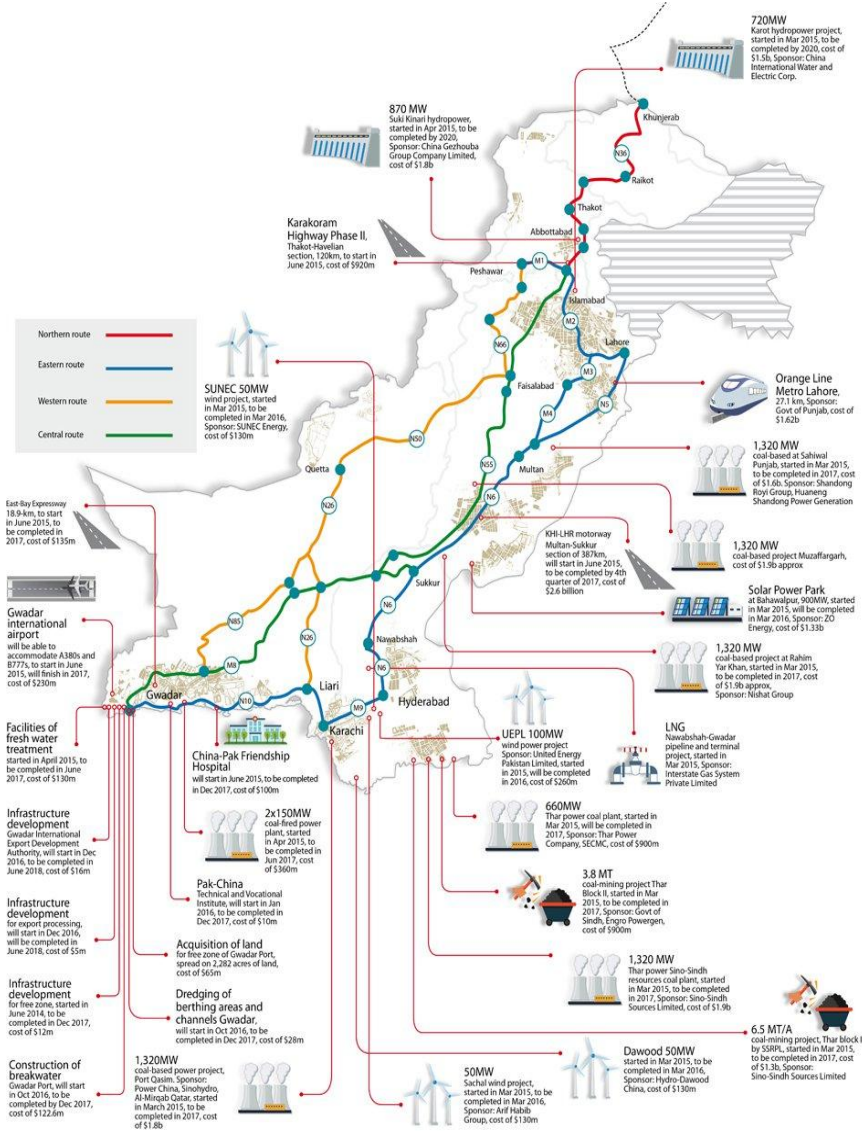 720MW
Karot hydropower project,
started in Mar 2015, to be
completed by 2020, cost of
$1.5b, Sponsor: China
International Water and
Electric Corp.
870 MW
Suki Kinari hydropower,
started in Apr 2015, to be
completed by 2020,
Sponsor: China Gezhouba
Group Company Limited,
cost of $1.8b
Khunjerab
N36
Raikot
Thakot
Abbottabad
Karakoram
Highway Phase II,
Thakot-Havelian
section, 120km, to start in
June 2015, cost of $920m
Peshawar
M1
Islamabad
M2
Northern route
Eastern route
Western route
Central route
SUNEC 50MW
wind project, started
in Mar 2015, to be
completed in Mar 2016,
Sponsor: SUNEC Energy,
cost of $130m
N66
Lahore
M3
Faisalabad
M4
N5
N50
Orange Line
Metro Lahore,
27.1 km, Sponsor:
Govt of Punjab, cost of
$1.62b
Quetta
N55
Multan
N6
N26
1,320 MW
coal-based at Sahiwal
Punjab, started in Mar 2015,
to be completed in 2017, cost
of $1.6b. Sponsor: Shandong
Royi Group, Huaneng
Shandong Power Generation
East-Bay Expressway
18.9-km, to start
in June 2015, to
be completed in
2017, cost of $135m
KHI-LHR motorway
Multan-Sukkur
section of 387km,
will start in June 2015,
to be completed by 4th
quarter of 2017, cost of
$2.6 billion
1,320 MW
coal-based project Muzaffargarh,
cost of $1.9b approx
Sukkur
Solar Power Park
at Bahawalpur, 900MW, started
in Mar 2015, will be completed
in Mar 2016, Sponsor: ZO
Energy, cost of $1.33b
Gwadar
international
airport
will be able to
accommodate A380s and
B777s, to start in June
2015, will finish in 2017,
cost of $230m
N85
N6
N26
Nawabshah
M8
N6
1,320 MW
coal-based project at Rahim
Yar Khan, started in Mar 2015,
to be completed in 2017, cost
of $1.9b approx,
Sponsor: Nishat Group
Gwadar
N10
Liari
M9
Hyderabad
Karachi
Facilities of
fresh water
treatment
started in April 2015, to
be completed in June
2017, cost of $130m
China-Pak Friendship
Hospital
will start in June 2015, to be completed
in Dec 2017, cost of $100m
UEPL 100MW
wind power project
Sponsor: United Energy
Pakistan Limited, started
in 2015, will be completed
in 2016, cost of $260m
LNG
Nawabshah-Gwadar
pipeline and terminal
project, started in
Mar 2015, Sponsor:
Interstate Gas System
Private Limited
Infrastructure
development
Gwadar International
Export Development
Authority, will start in Dec
2016, to be completed in
June 2018, cost of $16m
2x150MW
coal-fired power
plant, started
in Apr 2015, to
be completed in
Jun 2017, cost
of $360m
660MW
Thar power coal plant, started in
Mar 2015, will be completed in
2017, Sponsor: Thar Power
Company, SECMC, cost of $900m
Pak-China
Technical and Vocational
Institute, will start in Jan
2016, to be completed in
Dec 2017, cost of $10m
3.8 MT
coal-mining project Thar
Block II, started in Mar
2015, to be completed in
2017, Sponsor: Govt of
Sindh, Engro Powergen,
cost of $900m
Infrastructure
development
for export processing,
will start in Dec 2016,
will be completed in
June 2018, cost of $5m
Acquisition of land
for free zone of Gwadar Port,
spread on 2,282 acres of land,
cost of $65m
1,320 MW
Thar power Sino-Sindh
resources coal plant, started
in Mar 2015, to be completed
in 2017, Sponsor: Sino-Sindh
Sources Limited, cost of $1.9b
Infrastructure
development
for free zone, started in
June 2014, to be
completed in Dec 2017,
cost of $12m
Dredging of
berthing areas and
channels Gwadar,
will start in Oct 2016, to be
completed in Dec 2017, cost of $28m
6.5 MT/A
coal-mining project, Thar block I
by SSRPL, started in Mar 2015,
to be completed in 2017, cost
of $1.3b, Sponsor:
Sino-Sindh Sources Limited
Construction of
breakwater
Gwadar Port, will start
in Oct 2016, to be
completed by Dec 2017,
cost of $122.6m
1,320MW
coal-based power project,
Port Qasim. Sponsor:
Power China, Sinohydro,
Al-Mirqab Qatar, started
in March 2015, to be
completed in 2017, cost of
$1.8b
50MW
Sachal wind project,
started in Mar 2015, to be
completed in Mar 2016,
Sponsor: Arif Habib
Group, cost of $130m
Dawood 50MW
started in Mar 2015, to be
completed in Mar 2016,
Sponsor: Hydro-Dawood
China, cost of $130m